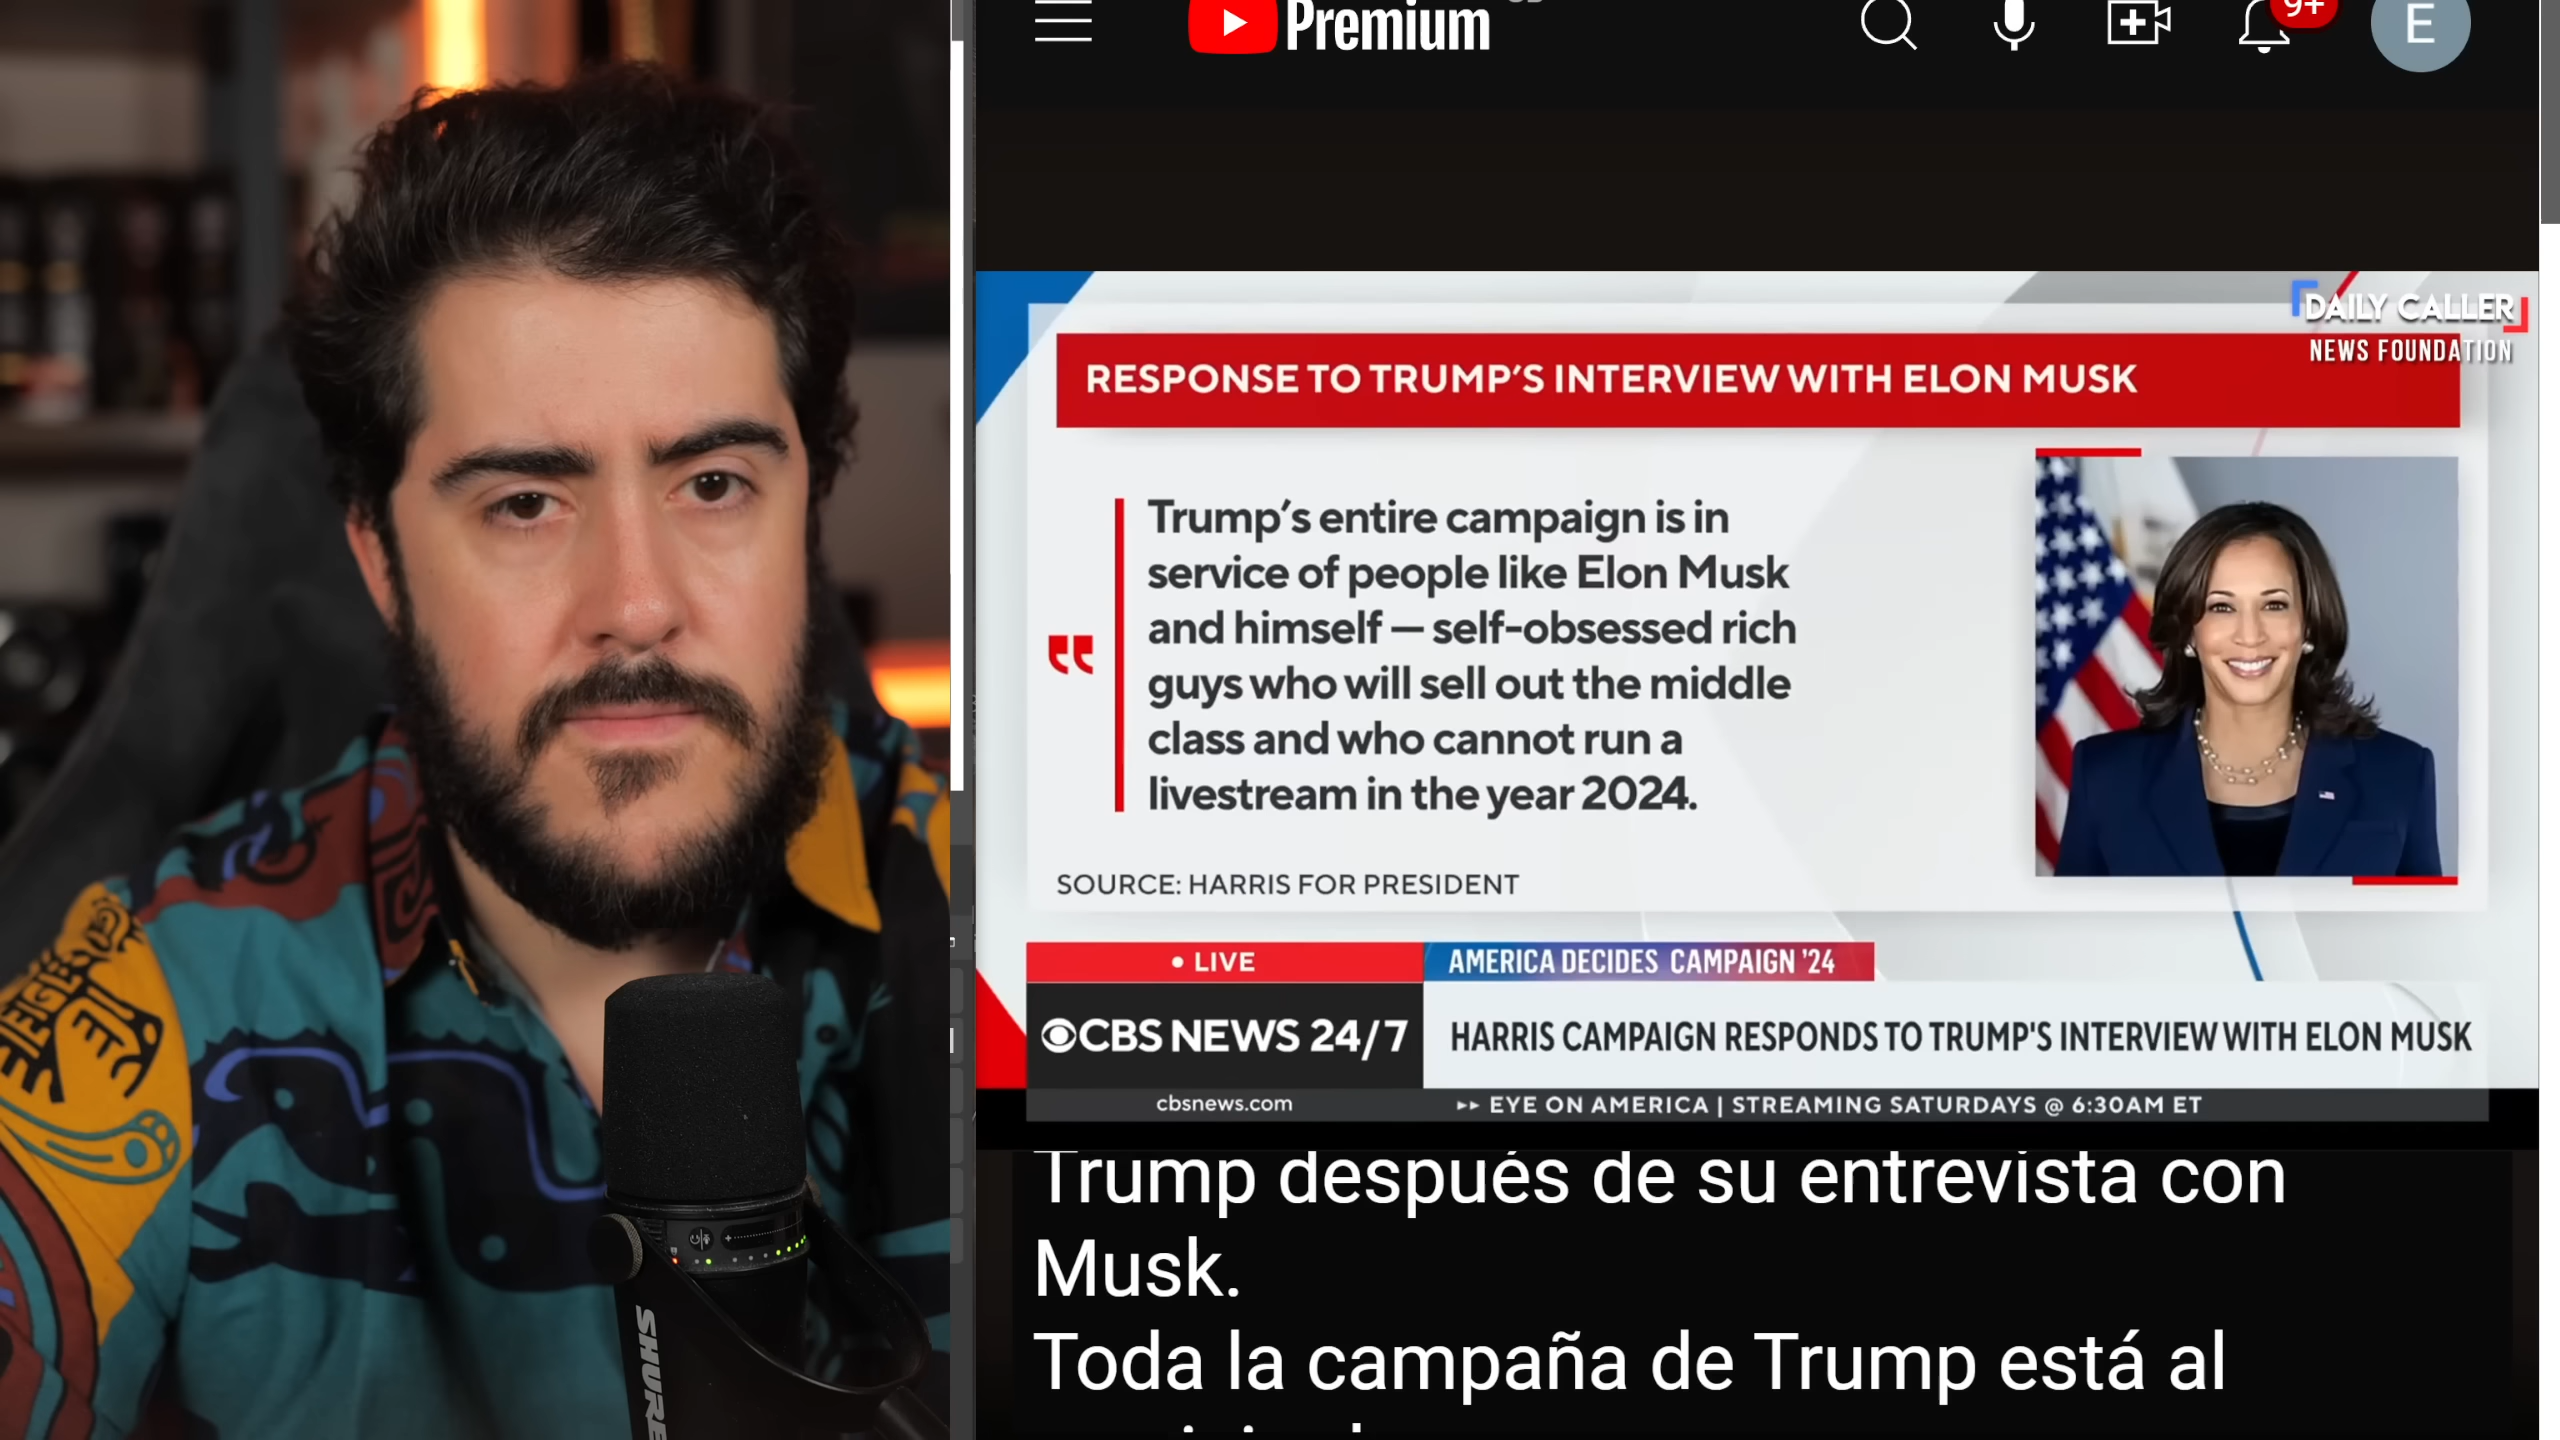 Premium
9+
E
DAILY CALLER
NEWS FOUNDATION
RESPONSE TO TRUMP'S INTERVIEW WITH ELON MUSK
Trump's entire campaign is in
service of people like Elon Musk
and himself — self-obsessed rich
guys who will sell out the middle
class and who cannot run a
livestream in the year 2024.
SOURCE: HARRIS FOR PRESIDENT
LIVE
AMERICA DECIDES CAMPAIGN '24
CBS NEWS 24/7
HARRIS CAMPAIGN RESPONDS TO TRUMP'S INTERVIEW WITH ELON MUSK
cbsnews.com
EYE ON AMERICA | STREAMING SATURDAYS @ 6:30AM ET
Trump después de su entrevista con
Musk.
Toda la campaña de Trump está al
SHURE